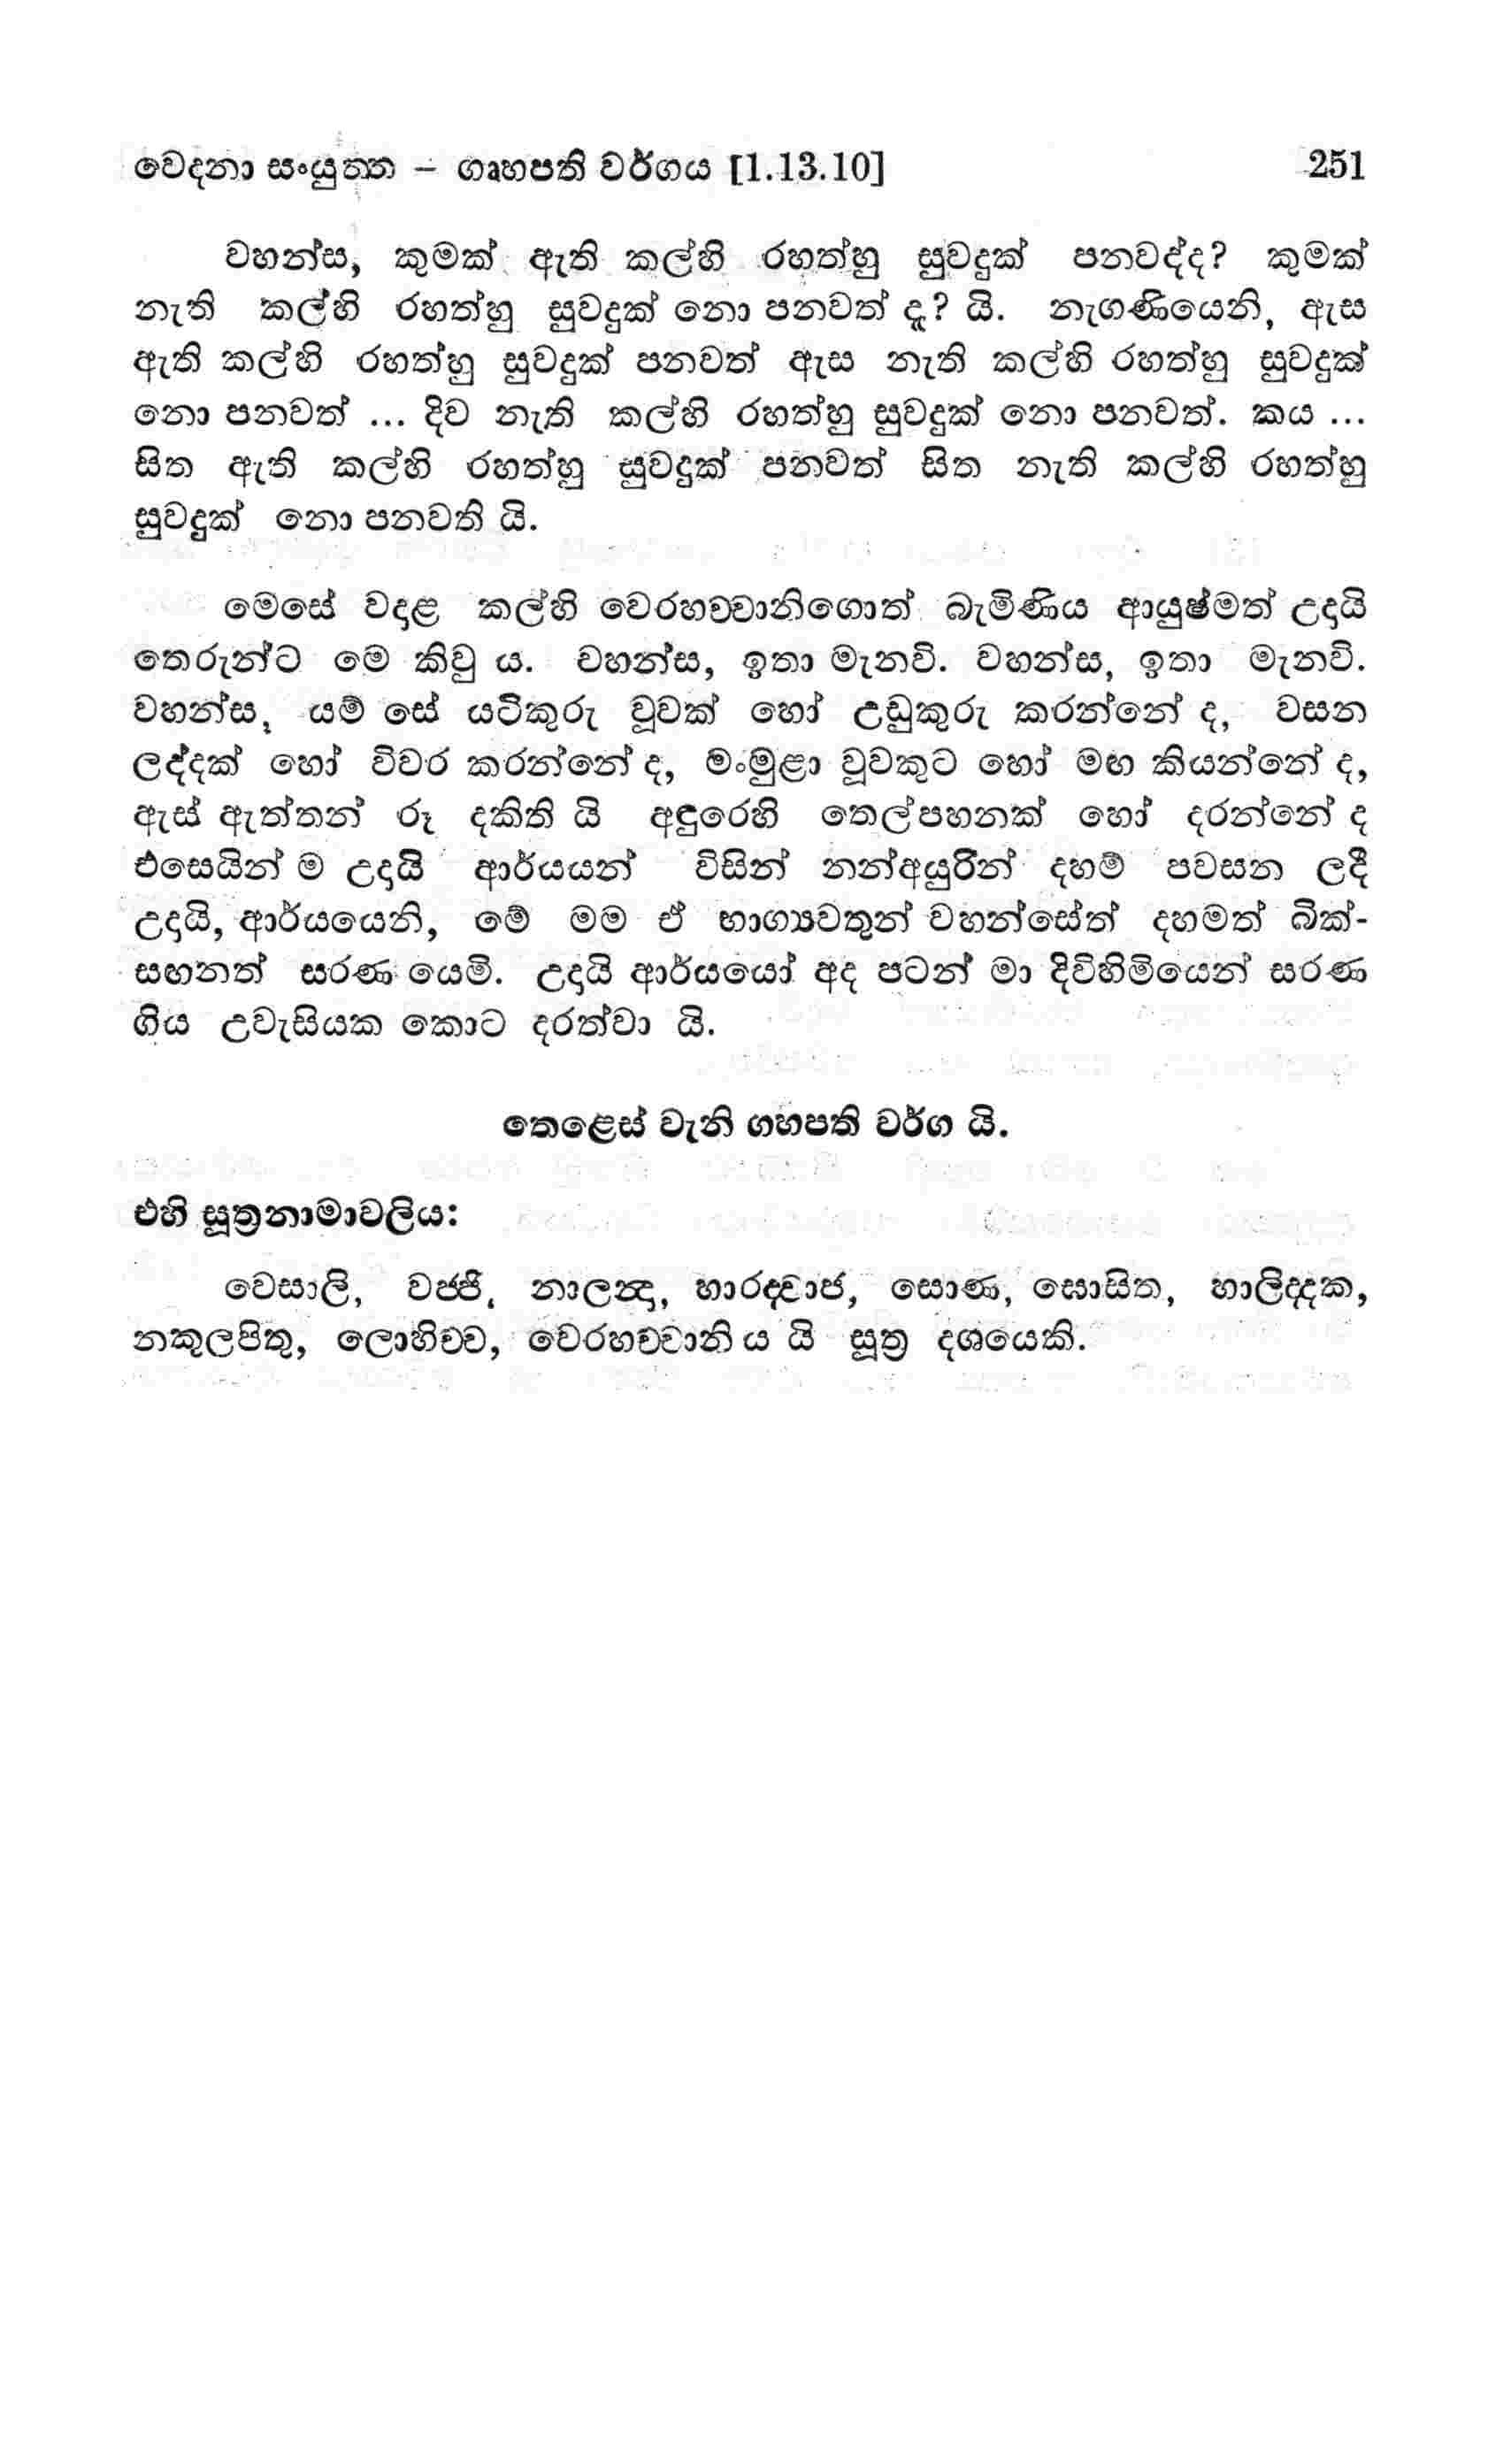 වෙදනා සංයුත්ත – ගෘහපති වර්ගය [1.13.10] 251
වහන්ස, කුමක් ඇති කල්හි රහත්හු සුවදුක් පනවද්ද? කුමක්
නැති කල්හි රහත්හු සුවදුක් නො පනවත් දැ? යි. නැගණියෙනි, ඇස
ඇති කල්හි රහත්හු සුවදුක් පනවත් ඇස නැති කල්හි රහත්හු සුවදුක්
නො පනවත් ... දිව නැති කල්හි රහත්හු සුවදුක් නො පනවත්. කය ...
සිත ඇති කල්හි රහත්හු සුවදුක් පනවත් සිත නැති කල්හි රහත්හු
සුවදුක් නො පනවති යි.
මෙසේ වදාළ කල්හි වෙරහච්චානිගොත් බැමිණිය ආයුෂ්මත් උදායි
තෙරුන්ට මෙ කිවු ය. වහන්ස, ඉතා මැනවි. වහන්ස, ඉතා මැනවි.
වහන්ස, යම් සේ යටිකුරු වූවක් හෝ උඩුකුරු කරන්නේ ද, වසන
ලද්දක් හෝ විවර කරන්නේ ද, මංමුළා වූවකුට හෝ මඟ කියන්නේ ද,
ඇස් ඇත්තන් රූ දකිති යි අඳුරෙහි තෙල්පහනක් හෝ දරන්නේ ද
එසෙයින් ම උදායි ආර්යයන් විසින් නන්අයුරින් දහම් පවසන ලදී
උදායි, ආර්යයෙනි, මේ මම ඒ භාග්‍යවතුන් වහන්සේත් දහමත් බික්-
සඟනත් සරණ යෙමි. උදායි ආර්යයෝ අද පටන් මා දිවිහිමියෙන් සරණ
ගිය උවැසියක කොට දරත්වා යි.
තෙළෙස් වැනි ගහපති වර්ග යි.
එහි සූත්‍රනාමාවලිය:
වෙසාලි, වජ්ජි, නාලන්‍දා, භාරද්වාජ, සොණ, ඝොසිත, හාලිද්දක,
නකුලපිතු, ලොහිච්ච, වෙරහච්චානි ය යි සූත්‍ර දශයෙකි.